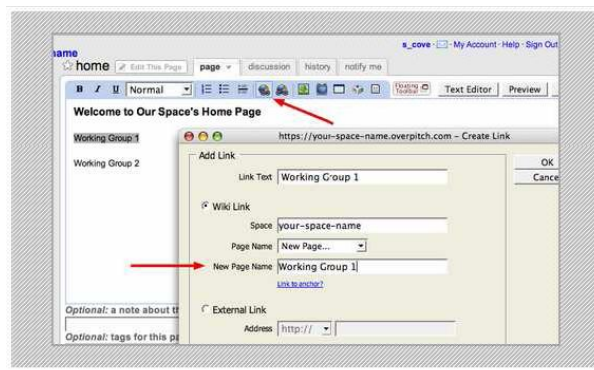 name
s_cove · My Account · Help · Sign Out
home Edit This Page page discussion history notify me
B I U Normal Floating Toolbar Text Editor Preview
Welcome to Our Space's Home Page
Working Group 1
Working Group 2
https://your-space-name.overpitch.com – Create Link
Add Link
OK
Link Text Working Group 1
Cance
Wiki Link
Space your-space-name
Page Name New Page...
New Page Name Working Group 1
Link to anchor?
Optional: a note about th
External Link
Address http://
Optional: tags for this pa